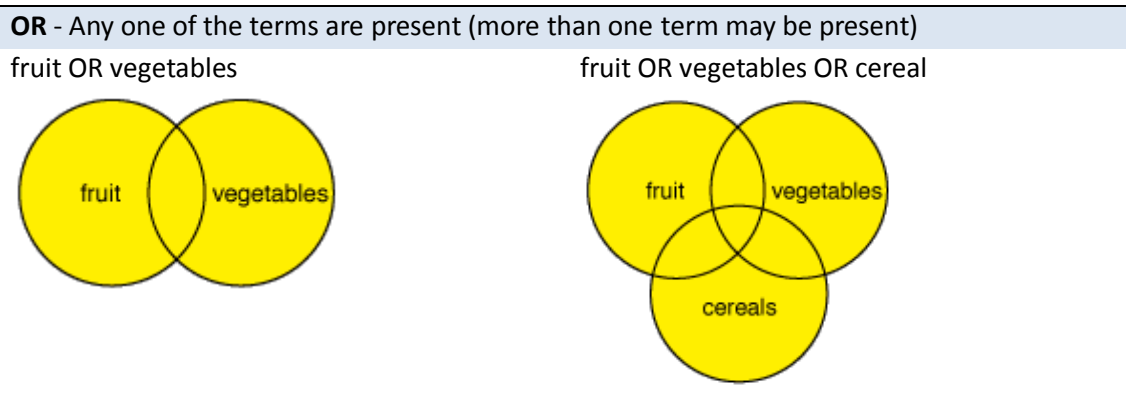 OR - Any one of the terms are present (more than one term may be present)
fruit OR vegetables
fruit OR vegetables OR cereal
fruit
vegetables
fruit
vegetables
cereals